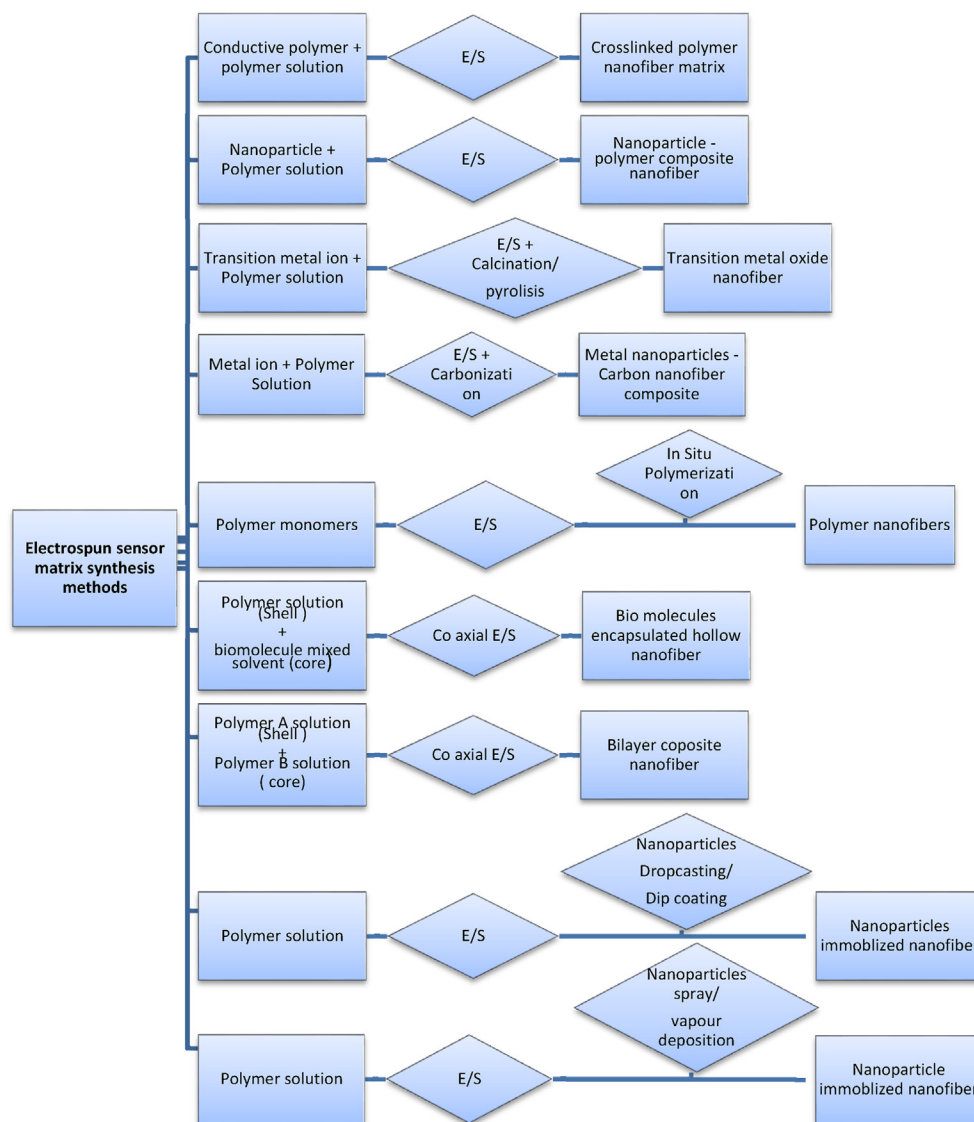 Conductive polymer +
polymer solution
E/S
Crosslinked polymer
nanofiber matrix
Nanoparticle +
Polymer solution
E/S
Nanoparticle -
polymer composite
nanofiber
Transition metal ion +
Polymer solution
E/S +
Calcination/
pyrolisis
Transition metal oxide
nanofiber
Metal ion + Polymer
Solution
E/S +
Carbonizati
on
Metal nanoparticles -
Carbon nanofiber
composite
Electrospun sensor
matrix synthesis
methods
Polymer monomers
E/S
In Situ
Polymerizati
on
Polymer nanofibers
Polymer solution
(Shell )
+
biomolecule mixed
solvent (core)
Co axial E/S
Bio molecules
encapsulated hollow
nanofiber
Polymer A solution
(Shell )
+
Polymer B solution
( core)
Co axial E/S
Bilayer coposite
nanofiber
Polymer solution
E/S
Nanoparticles
Dropcasting/
Dip coating
Nanoparticles
immoblized nanofiber
Polymer solution
E/S
Nanoparticles
spray/
vapour
deposition
Nanoparticle
immoblized nanofiber